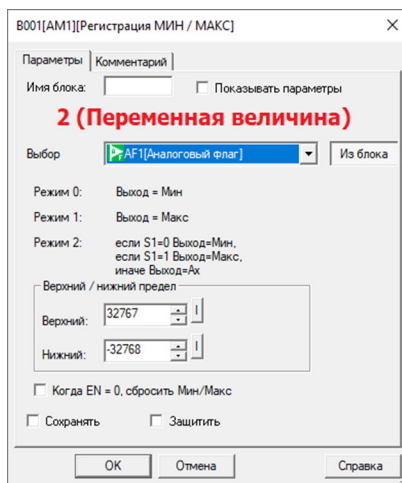 B001[AM1][Регистрация МИН / МАКС]
Параметры Комментарий
Имя блока: Показывать параметры
2 (Переменная величина)
Выбор AF1[Аналоговый флаг] Из блока
Режим 0: Выход = Мин
Режим 1: Выход = Макс
Режим 2: если S1=0 Выход=Мин,
если S1=1 Выход=Макс,
иначе Выход=Ax
Верхний / нижний предел
Верхний: 32767
Нижний: -32768
Когда EN = 0, сбросить Мин/Макс
Сохранять Защитить
OK Отмена Справка